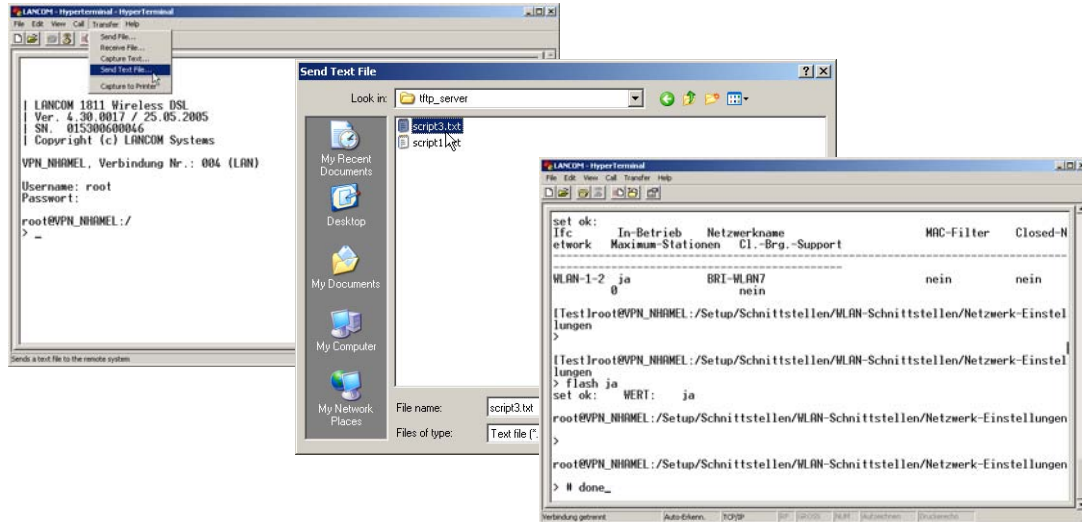 LANCOM - Hyperterminal - HyperTerminal
File Edit View Call Transfer Help
Send File...
Receive File...
Capture Text...
Send Text File...
Capture to Printer
| LANCOM 1811 Wireless DSL
| Ver. 4.30.0017 / 25.05.2005
| SN. 015300600046
| Copyright (c) LANCOM Systems
VPN_NHAMEL, Verbindung Nr.: 004 (LAN)
Username: root
Passwort:
root@VPN_NHAMEL:/
> _
Sends a text file to the remote system
Send Text File
Look in: tftp_server
My Recent Documents
Desktop
My Documents
My Computer
My Network Places
script3.txt
script1.txt
File name: script3.txt
Files of type: Text file (*.
LANCOM - HyperTerminal
File Edit View Call Transfer Help
set ok:
Ifc In-Betrieb Netzwerkname MAC-Filter Closed-N
etwork Maximum-Stationen Cl.-Brg.-Support
--------------------------------------------------
WLAN-1-2 ja BRI-WLAN7 nein nein
0 nein
[Test]root@VPN_NHAMEL:/Setup/Schnittstellen/WLAN-Schnittstellen/Netzwerk-Einstel
lungen
>
[Test]root@VPN_NHAMEL:/Setup/Schnittstellen/WLAN-Schnittstellen/Netzwerk-Einstel
lungen
> flash ja
set ok: WERT: ja
root@VPN_NHAMEL:/Setup/Schnittstellen/WLAN-Schnittstellen/Netzwerk-Einstellungen
>
root@VPN_NHAMEL:/Setup/Schnittstellen/WLAN-Schnittstellen/Netzwerk-Einstellungen
> # done_
Verbindung getrennt Auto-Erkenn. TCP/IP RF GROSS NUM Aufzeichnen Druckerecho